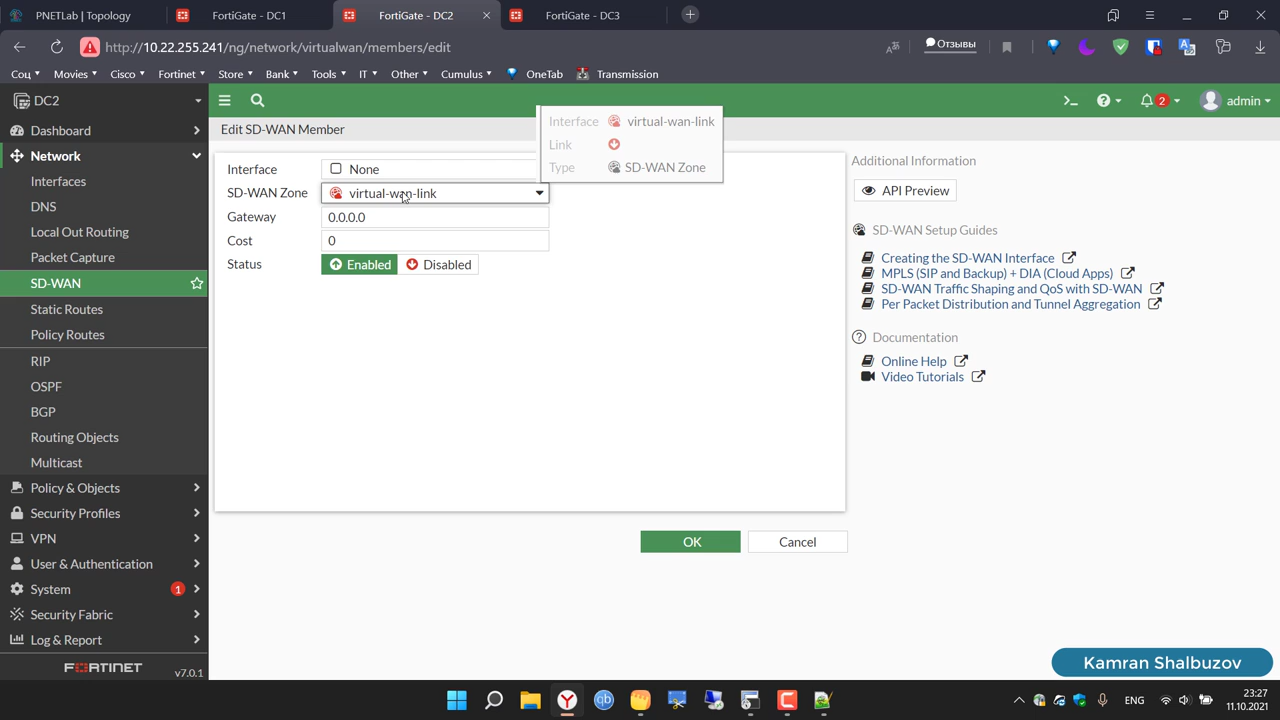 PNETLab | Topology
FortiGate - DC1
FortiGate - DC2
FortiGate - DC3
http://10.22.255.241/ng/network/virtualwan/members/edit
Отзывы
Соц
Movies
Cisco
Fortinet
Store
Bank
Tools
IT
Other
Cumulus
OneTab
Transmission
DC2
2
admin
Dashboard
Network
Interfaces
DNS
Local Out Routing
Packet Capture
SD-WAN
Static Routes
Policy Routes
RIP
OSPF
BGP
Routing Objects
Multicast
Policy & Objects
Security Profiles
VPN
User & Authentication
System
1
Security Fabric
Log & Report
FORTINET
v7.0.1
Edit SD-WAN Member
Interface
None
SD-WAN Zone
virtual-wan-link
Gateway
0.0.0.0
Cost
0
Status
Enabled
Disabled
Interface
virtual-wan-link
Link
Type
SD-WAN Zone
OK
Cancel
Additional Information
API Preview
SD-WAN Setup Guides
Creating the SD-WAN Interface
MPLS (SIP and Backup) + DIA (Cloud Apps)
SD-WAN Traffic Shaping and QoS with SD-WAN
Per Packet Distribution and Tunnel Aggregation
Documentation
Online Help
Video Tutorials
Kamran Shalbuzov
ENG
23:27
11.10.2021